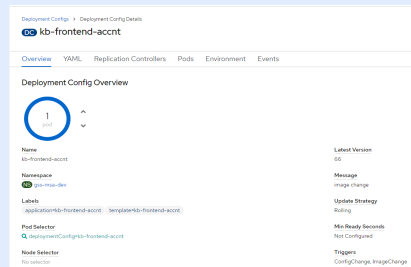 Deployment Configs > Deployment Config Details
DC kb-frontend-accnt
Overview YAML Replication Controllers Pods Environment Events
Deployment Config Overview
1
pod
Name
kb-frontend-accnt
Namespace
NS gss-msa-dev
Labels
application=kb-frontend-accnt template=kb-frontend-accnt
Pod Selector
deploymentConfig=kb-frontend-accnt
Node Selector
No selector
Latest Version
66
Message
image change
Update Strategy
Rolling
Min Ready Seconds
Not Configured
Triggers
ConfigChange, ImageChange